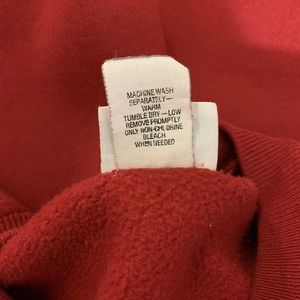 MACHINE WASH
SEPARATELY—
WARM
TUMBLE DRY—LOW
REMOVE PROMPTLY
ONLY NON-CHLORINE
BLEACH
WHEN NEEDED